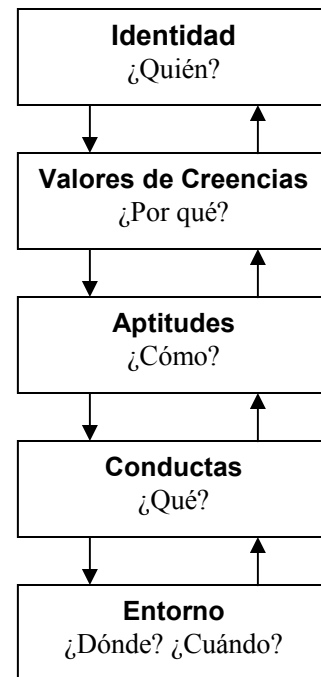 Identidad
¿Quién?
Valores de Creencias
¿Por qué?
Aptitudes
¿Cómo?
Conductas
¿Qué?
Entorno
¿Dónde? ¿Cuándo?